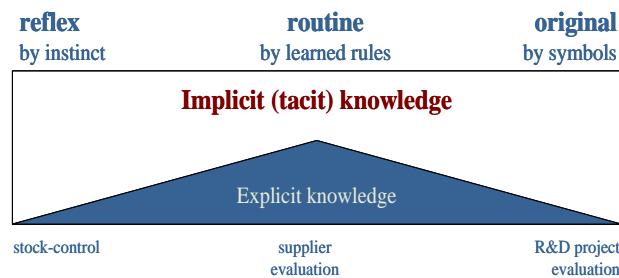 reflex routine original
by instinct by learned rules by symbols
Implicit (tacit) knowledge
Explicit knowledge
stock-control supplier R&D project
evaluation evaluation